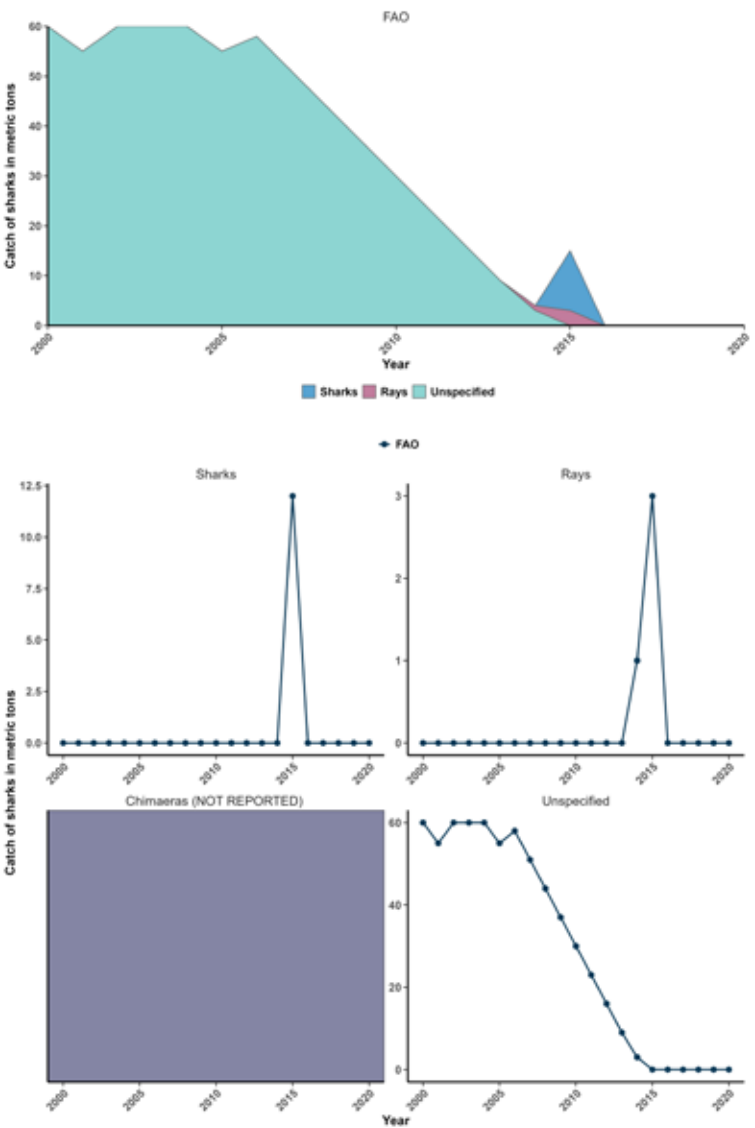 FAO
Catch of sharks in metric tons
60
50
40
30
20
10
0
2000 2005 2010 2015 2020
Year
Sharks Rays Unspecified
FAO
Catch of sharks in metric tons
Sharks
12.5
10.0
7.5
5.0
2.5
0.0
2000 2005 2010 2015 2020
Rays
3
2
1
0
2000 2005 2010 2015 2020
Chimaeras (NOT REPORTED)
2000 2005 2010 2015 2020
Unspecified
60
40
20
0
2000 2005 2010 2015 2020
Year